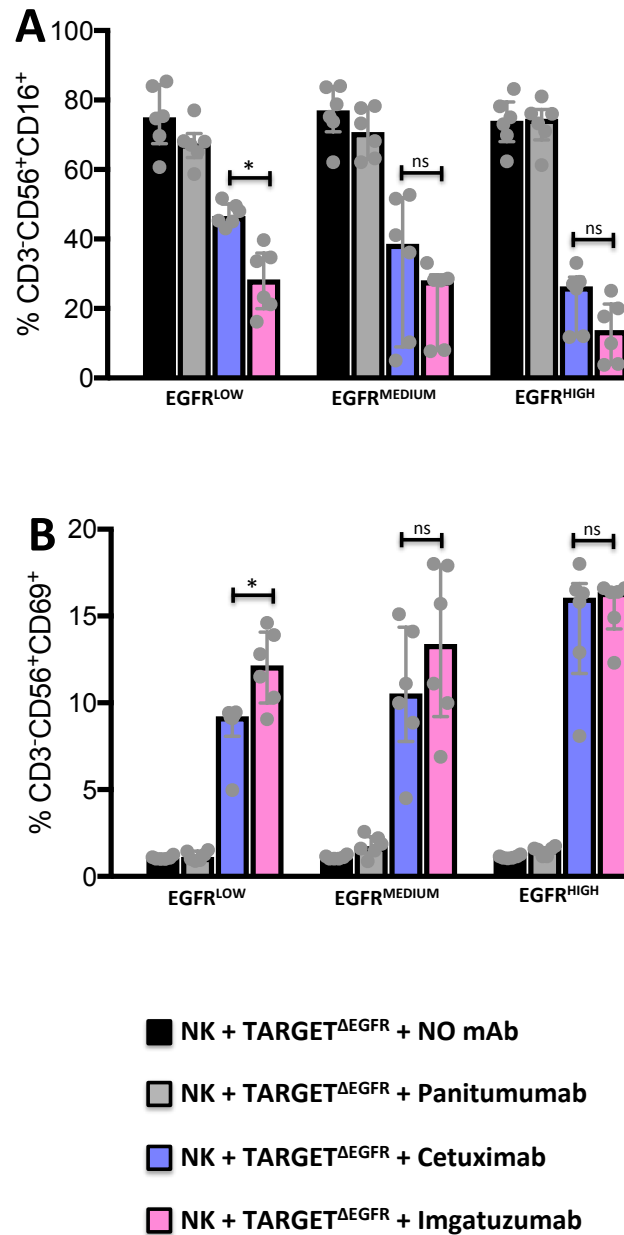 A
% CD3-CD56+CD16+
100
80
60
40
20
0
*
ns
ns
EGFRLOW
EGFRMEDIUM
EGFRHIGH
B
% CD3-CD56+CD69+
20
15
10
5
0
*
ns
ns
EGFRLOW
EGFRMEDIUM
EGFRHIGH
NK + TARGETΔEGFR + NO mAb
NK + TARGETΔEGFR + Panitumumab
NK + TARGETΔEGFR + Cetuximab
NK + TARGETΔEGFR + Imgatuzumab